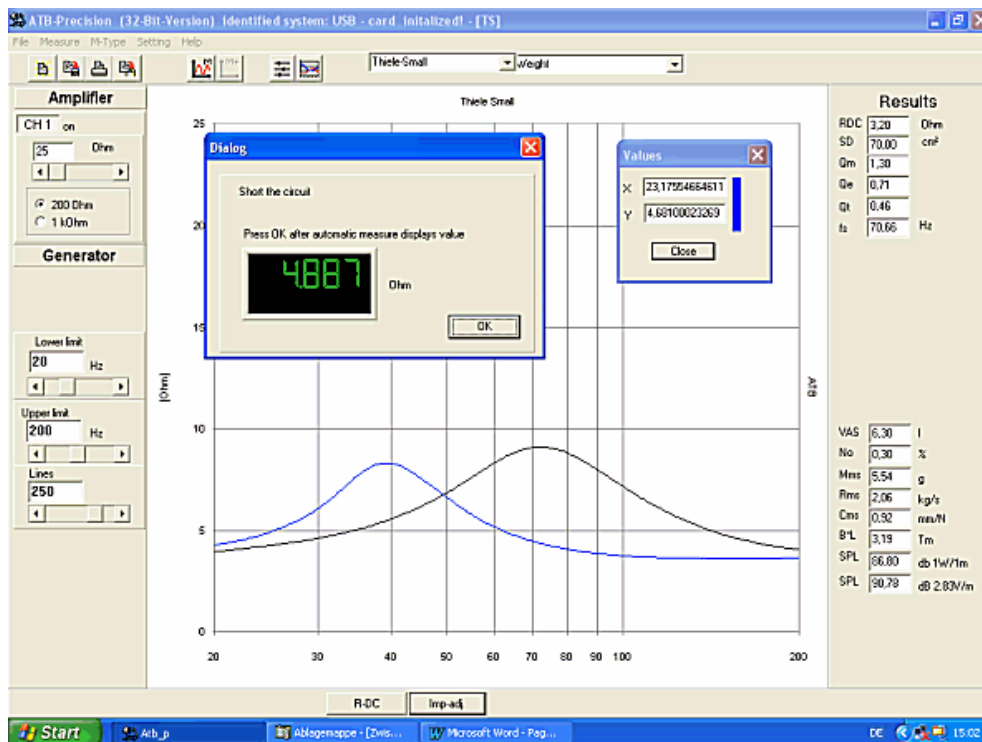 ATB-Precision (32-Bit-Version) identified system: USB - card initalized! - [TS]
File Measure M-Type Setting Help
Thiele-Small
Weight
Amplifier
CH 1 on
25 Ohm
200 Ohm
1 kOhm
Generator
Lower limit
20 Hz
Upper limit
200 Hz
Lines
250
Thiele Small
25
20
15
10
5
0
[Ohm]
ATB
20 30 40 50 60 70 80 90 100 200
Dialog
Short the circuit
Press OK after automatic measure displays value
4.887 Ohm
OK
Values
X 23,17554664611
Y 4,68100023269
Close
Results
RDC 3,20 Ohm
SD 70,00 cm²
Qm 1,30
Qe 0,71
Qt 0,46
fs 70,66 Hz
VAS 6,30 l
No 0,30 %
Mms 5,54 g
Rms 2,06 kg/s
Cms 0,92 mm/N
B*L 3,19 Tm
SPL 86,80 db 1W/1m
SPL 90,78 dB 2.83V/m
R-DC
Imp-adj
Start
Atb_p
Ablagemappe - [Zwis...
Microsoft Word - Pag...
DE
15:02